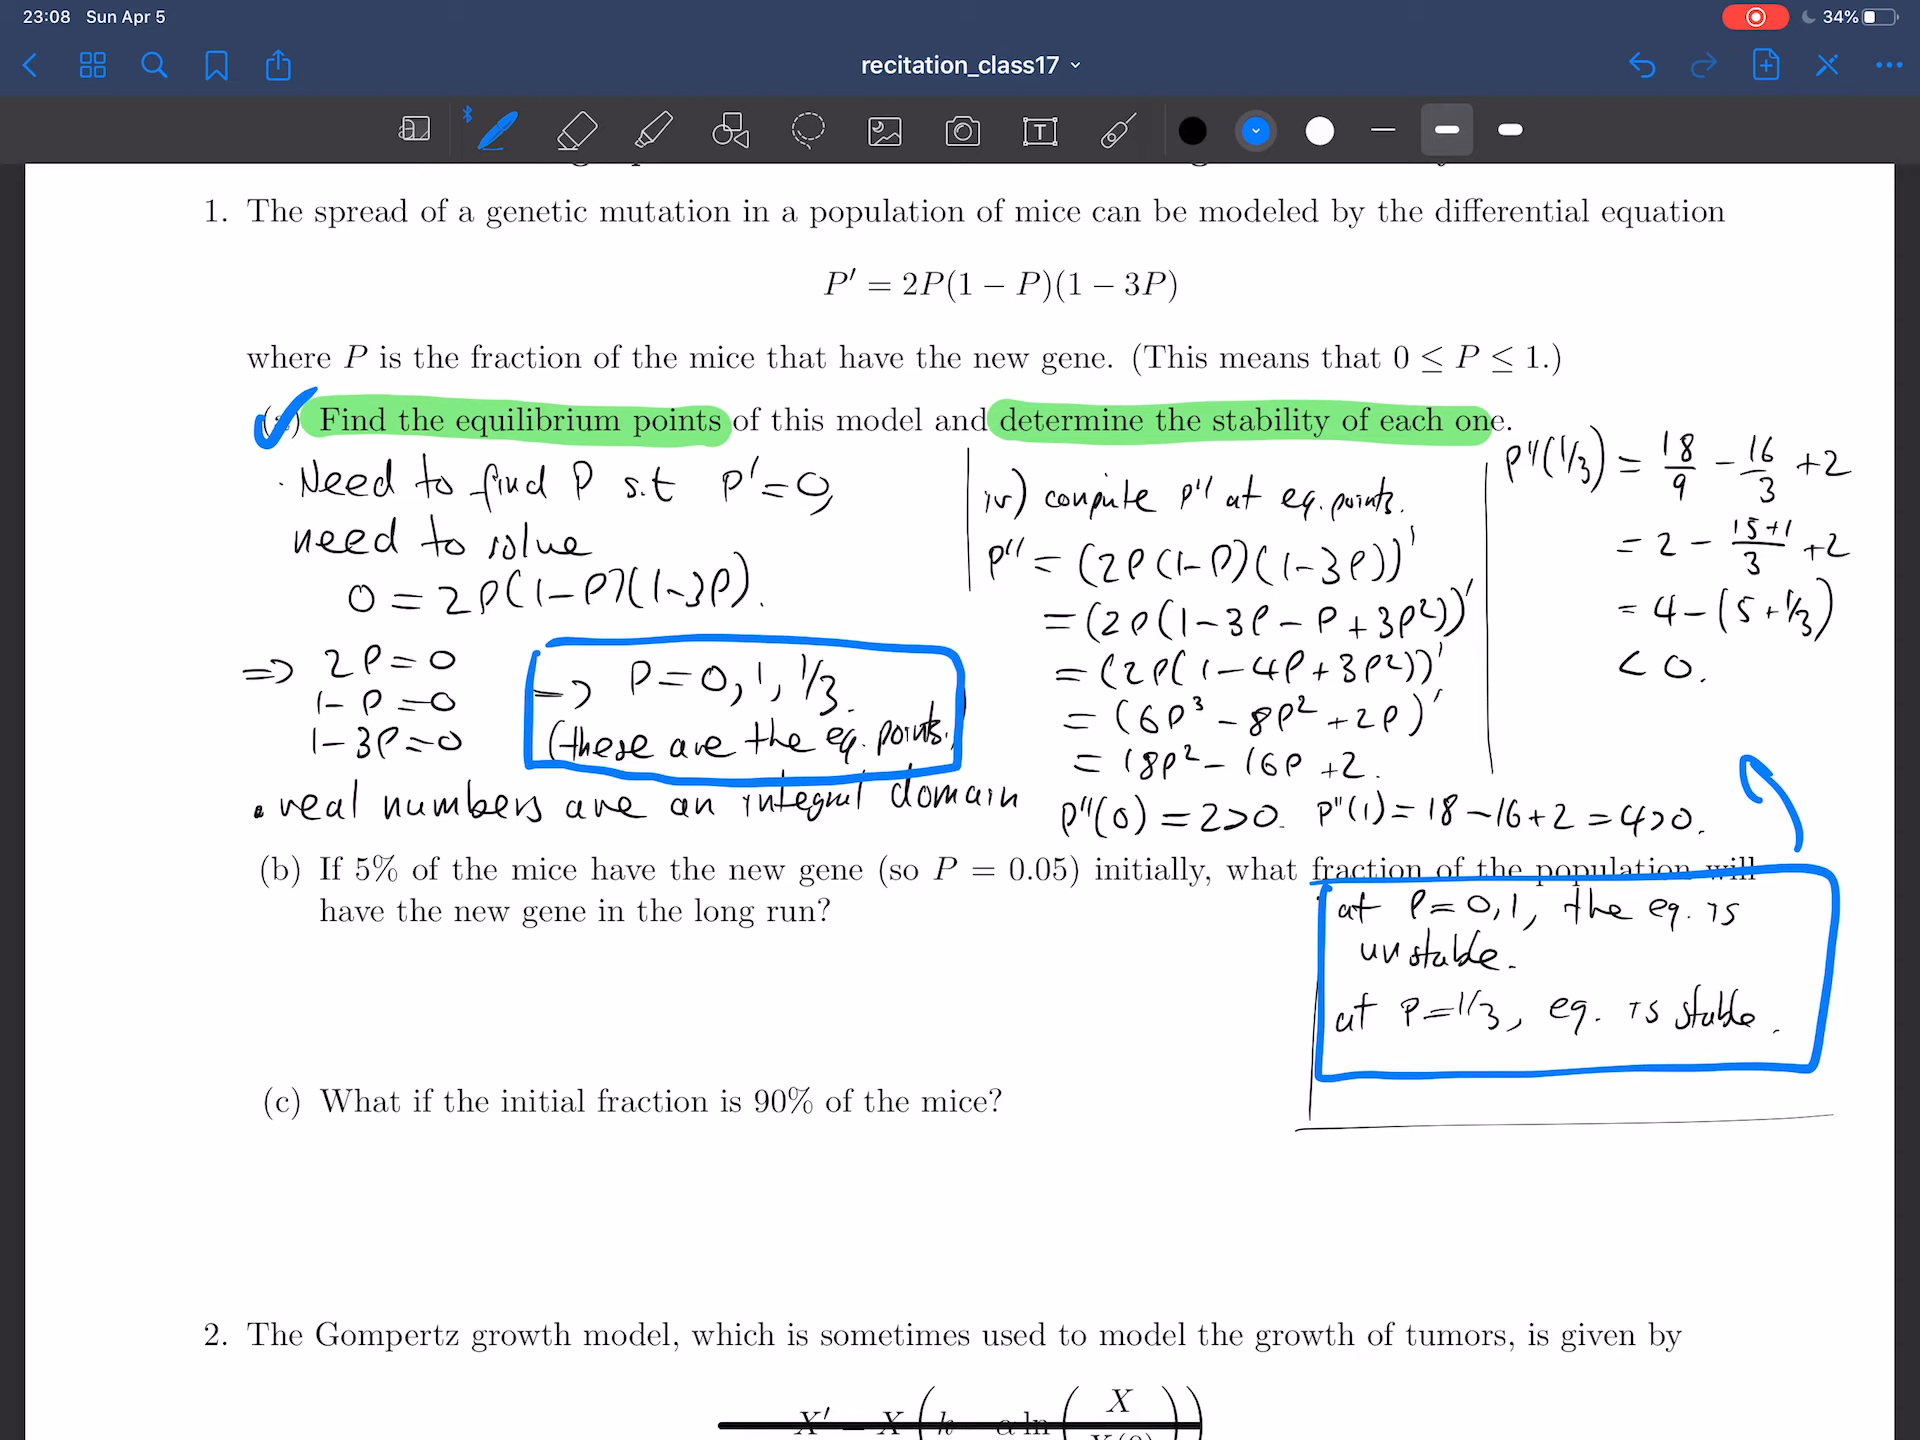 23:08 Sun Apr 5
34%
recitation_class17
1. The spread of a genetic mutation in a population of mice can be modeled by the differential equation
P′ = 2P(1 − P)(1 − 3P)
where P is the fraction of the mice that have the new gene. (This means that 0 ≤ P ≤ 1.)
Find the equilibrium points of this model and determine the stability of each one.
· Need to find P s.t P' = 0,
need to solve
0 = 2P(1-P)(1-3P).
=> 2P = 0
1-P = 0
1-3P = 0
=> P = 0, 1, 1/3.
(these are the eq. points.)
• real numbers are an integral domain
iv) compute P'' at eq. points.
P'' = (2P(1-P)(1-3P))'
= (2P(1-3P-P+3P²))'
= (2P(1-4P+3P²))'
= (6P³ - 8P² + 2P)'
= 18P² - 16P + 2.
P''(0) = 2 > 0. P''(1) = 18 - 16 + 2 = 4 > 0.
P''(1/3) = 18/9 - 16/3 + 2
= 2 - 15+1/3 + 2
= 4 - (5 + 1/3)
< 0.
(b) If 5% of the mice have the new gene (so P = 0.05) initially, what fraction of the population will
have the new gene in the long run?
at P = 0, 1, the eq. is
unstable.
at P = 1/3, eq. is stable.
(c) What if the initial fraction is 90% of the mice?
2. The Gompertz growth model, which is sometimes used to model the growth of tumors, is given by